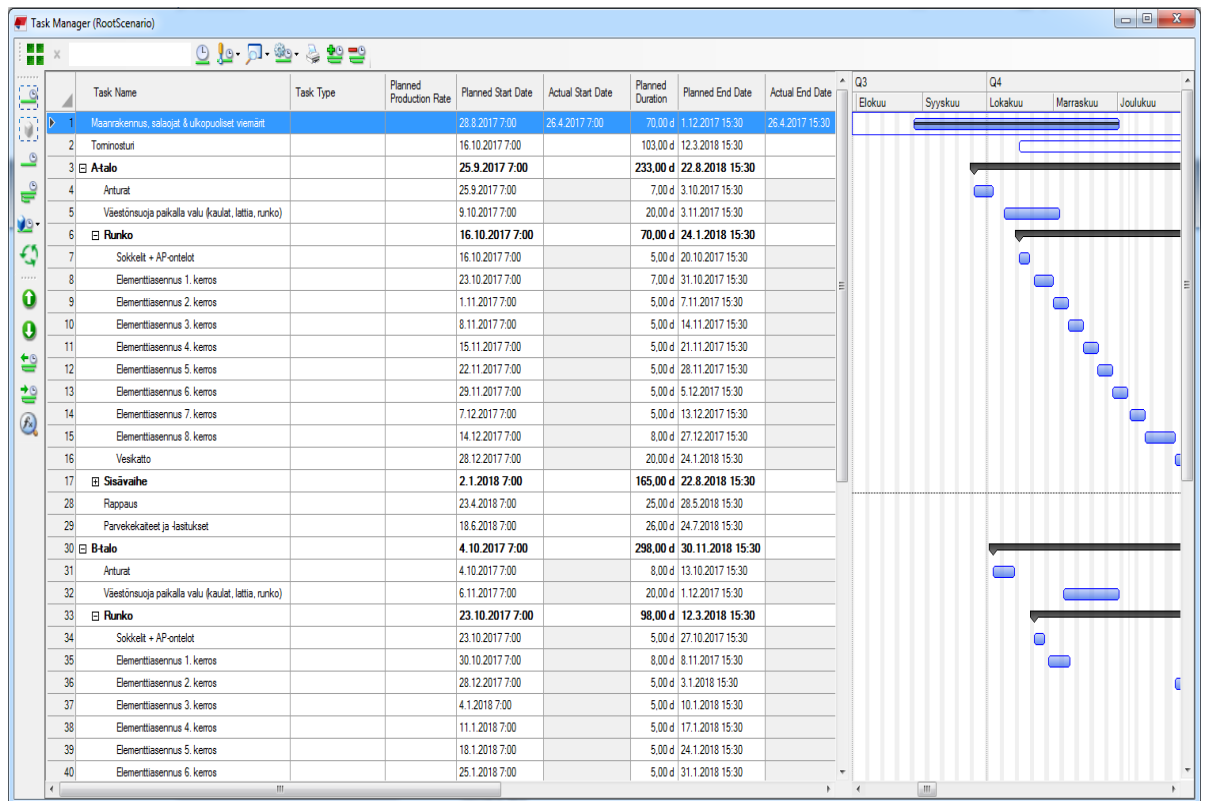 Task Manager (RootScenario)
Task Name Task Type Planned Production Rate Planned Start Date Actual Start Date Planned Duration Planned End Date Actual End Date Q3 Q4
Elokuu Syyskuu Lokakuu Marraskuu Joulukuu
1 Maanrakennus, salaojat & ulkopuoliset viemärit 28.8.2017 7:00 26.4.2017 7:00 70,00 d 1.12.2017 15:30 26.4.2017 15:30
2 Torninosturi 16.10.2017 7:00 103,00 d 12.3.2018 15:30
3 A-talo 25.9.2017 7:00 233,00 d 22.8.2018 15:30
4 Anturat 25.9.2017 7:00 7,00 d 3.10.2017 15:30
5 Väestönsuoja paikalla valu (kaulat, lattia, runko) 9.10.2017 7:00 20,00 d 3.11.2017 15:30
6 Runko 16.10.2017 7:00 70,00 d 24.1.2018 15:30
7 Sokkelit + AP-ontelot 16.10.2017 7:00 5,00 d 20.10.2017 15:30
8 Elementtiasennus 1. kerros 23.10.2017 7:00 7,00 d 31.10.2017 15:30
9 Elementtiasennus 2. kerros 1.11.2017 7:00 5,00 d 7.11.2017 15:30
10 Elementtiasennus 3. kerros 8.11.2017 7:00 5,00 d 14.11.2017 15:30
11 Elementtiasennus 4. kerros 15.11.2017 7:00 5,00 d 21.11.2017 15:30
12 Elementtiasennus 5. kerros 22.11.2017 7:00 5,00 d 28.11.2017 15:30
13 Elementtiasennus 6. kerros 29.11.2017 7:00 5,00 d 5.12.2017 15:30
14 Elementtiasennus 7. kerros 7.12.2017 7:00 5,00 d 13.12.2017 15:30
15 Elementtiasennus 8. kerros 14.12.2017 7:00 8,00 d 27.12.2017 15:30
16 Vesikatto 28.12.2017 7:00 20,00 d 24.1.2018 15:30
17 Sisävaihe 2.1.2018 7:00 165,00 d 22.8.2018 15:30
28 Rappaus 23.4.2018 7:00 25,00 d 28.5.2018 15:30
29 Parvekekaiteet ja -lasitukset 18.6.2018 7:00 26,00 d 24.7.2018 15:30
30 B-talo 4.10.2017 7:00 298,00 d 30.11.2018 15:30
31 Anturat 4.10.2017 7:00 8,00 d 13.10.2017 15:30
32 Väestönsuoja paikalla valu (kaulat, lattia, runko) 6.11.2017 7:00 20,00 d 1.12.2017 15:30
33 Runko 23.10.2017 7:00 98,00 d 12.3.2018 15:30
34 Sokkelit + AP-ontelot 23.10.2017 7:00 5,00 d 27.10.2017 15:30
35 Elementtiasennus 1. kerros 30.10.2017 7:00 8,00 d 8.11.2017 15:30
36 Elementtiasennus 2. kerros 28.12.2017 7:00 5,00 d 3.1.2018 15:30
37 Elementtiasennus 3. kerros 4.1.2018 7:00 5,00 d 10.1.2018 15:30
38 Elementtiasennus 4. kerros 11.1.2018 7:00 5,00 d 17.1.2018 15:30
39 Elementtiasennus 5. kerros 18.1.2018 7:00 5,00 d 24.1.2018 15:30
40 Elementtiasennus 6. kerros 25.1.2018 7:00 5,00 d 31.1.2018 15:30